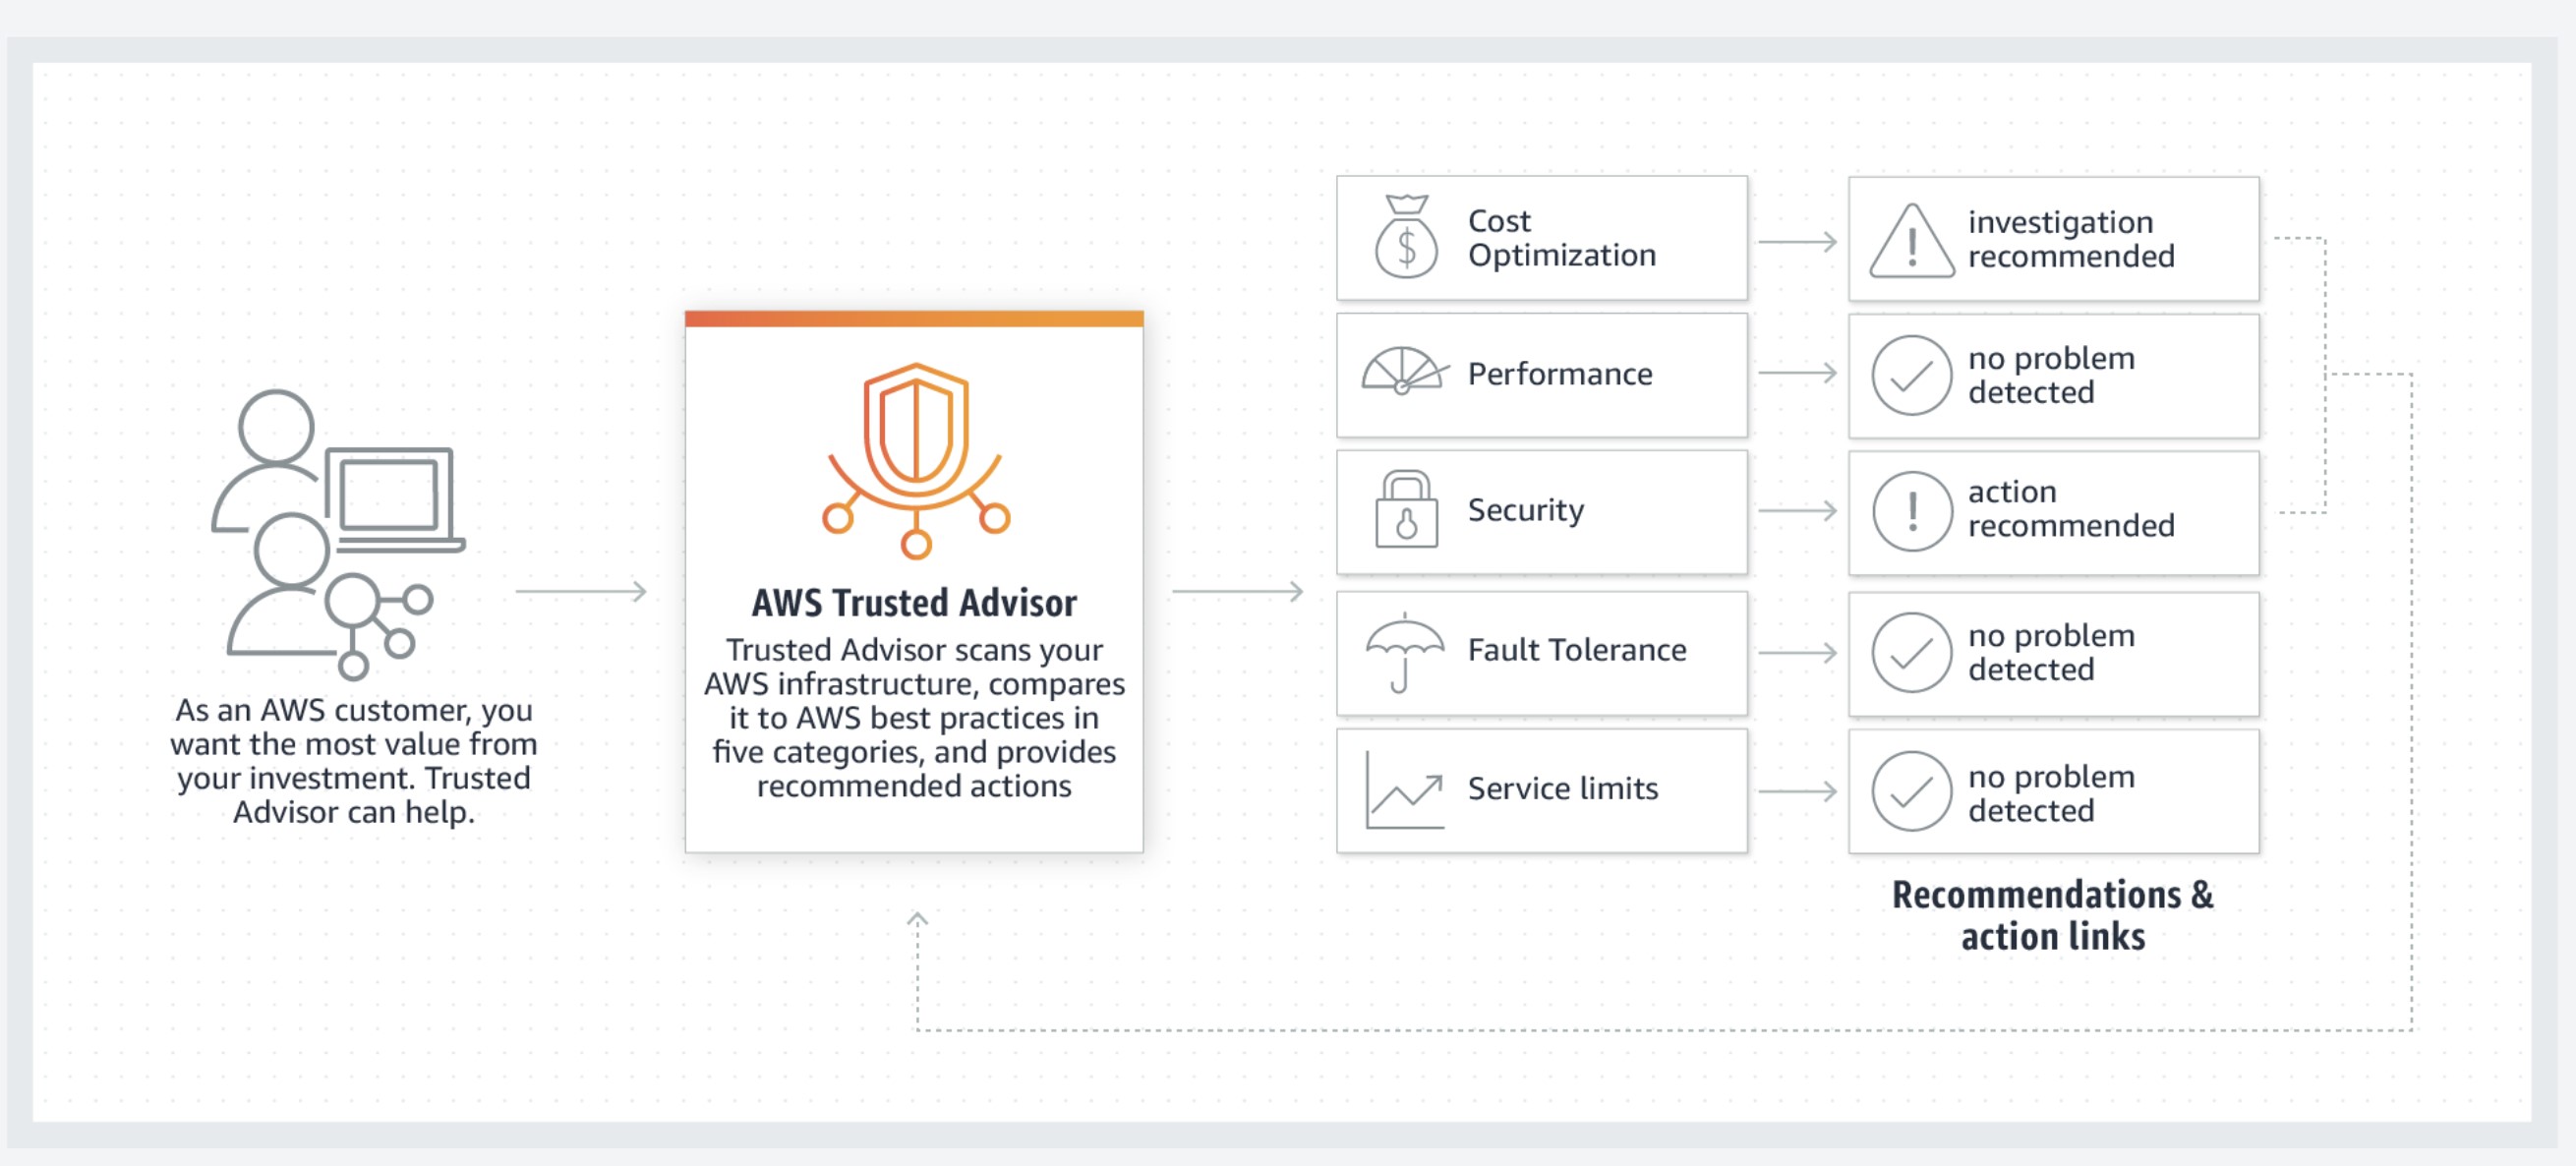 As an AWS customer, you
want the most value from
your investment. Trusted
Advisor can help.
AWS Trusted Advisor
Trusted Advisor scans your
AWS infrastructure, compares
it to AWS best practices in
five categories, and provides
recommended actions
$
Cost
Optimization
!
investigation
recommended
Performance
no problem
detected
Security
!
action
recommended
Fault Tolerance
no problem
detected
Service limits
no problem
detected
Recommendations &
action links